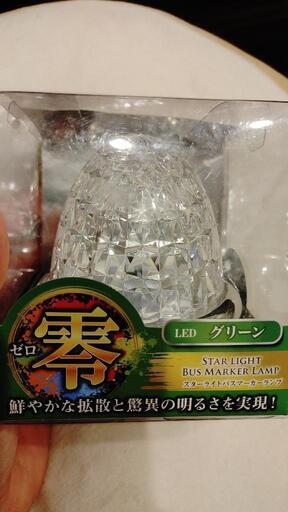 ゼロ
零
LED グリーン
STAR LIGHT
BUS MARKER LAMP
スターライトバスマーカーランプ
鮮やかな拡散と驚異の明るさを実現!